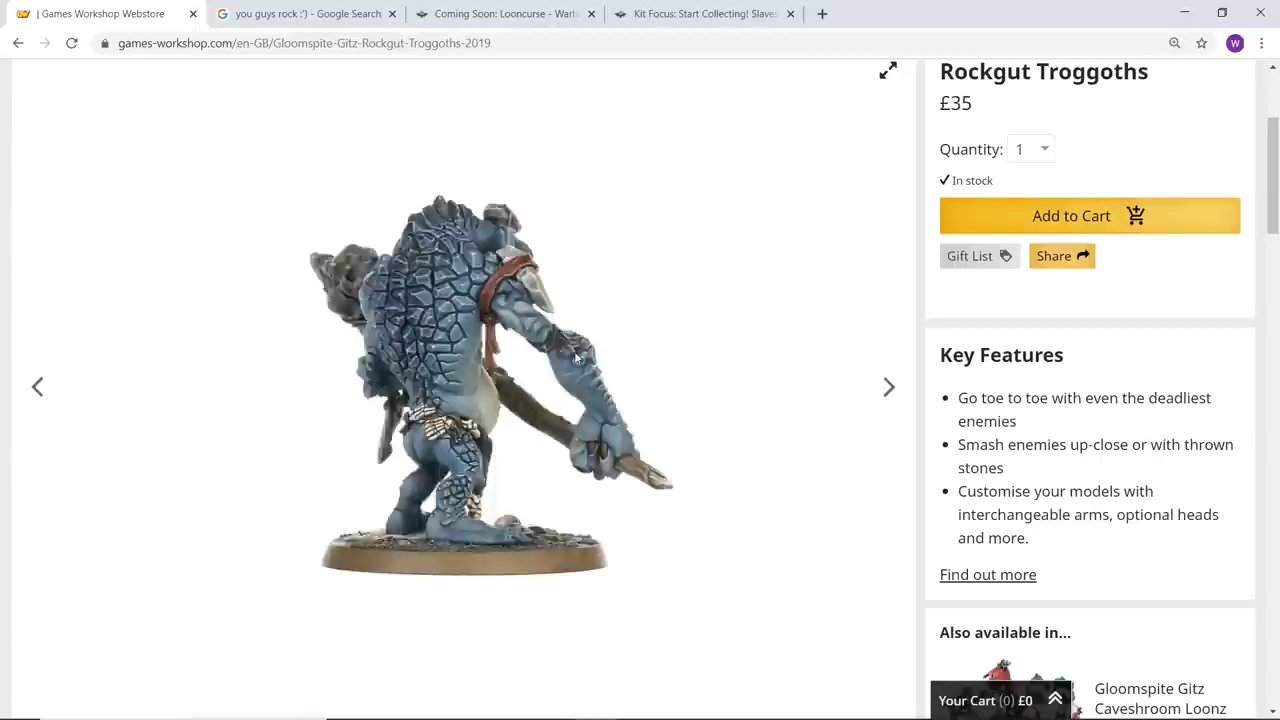 Games Workshop Webstore
you guys rock :') - Google Search
Coming Soon: Looncurse - Warh
Kit Focus: Start Collecting! Slaves
games-workshop.com/en-GB/Gloomspite-Gitz-Rockgut-Troggoths-2019
W
Rockgut Troggoths
£35
Quantity: 1
In stock
Add to Cart
Gift List
Share
Key Features
Go toe to toe with even the deadliest
enemies
Smash enemies up-close or with thrown
stones
Customise your models with
interchangeable arms, optional heads
and more.
Find out more
Also available in...
Gloomspite Gitz
Caveshroom Loonz
Your Cart (0) £0